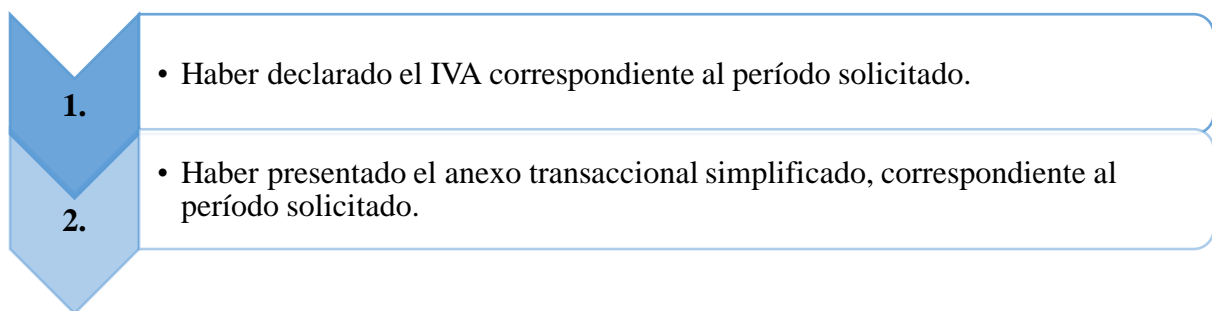 1.
• Haber declarado el IVA correspondiente al período solicitado.
2.
• Haber presentado el anexo transaccional simplificado, correspondiente al
período solicitado.